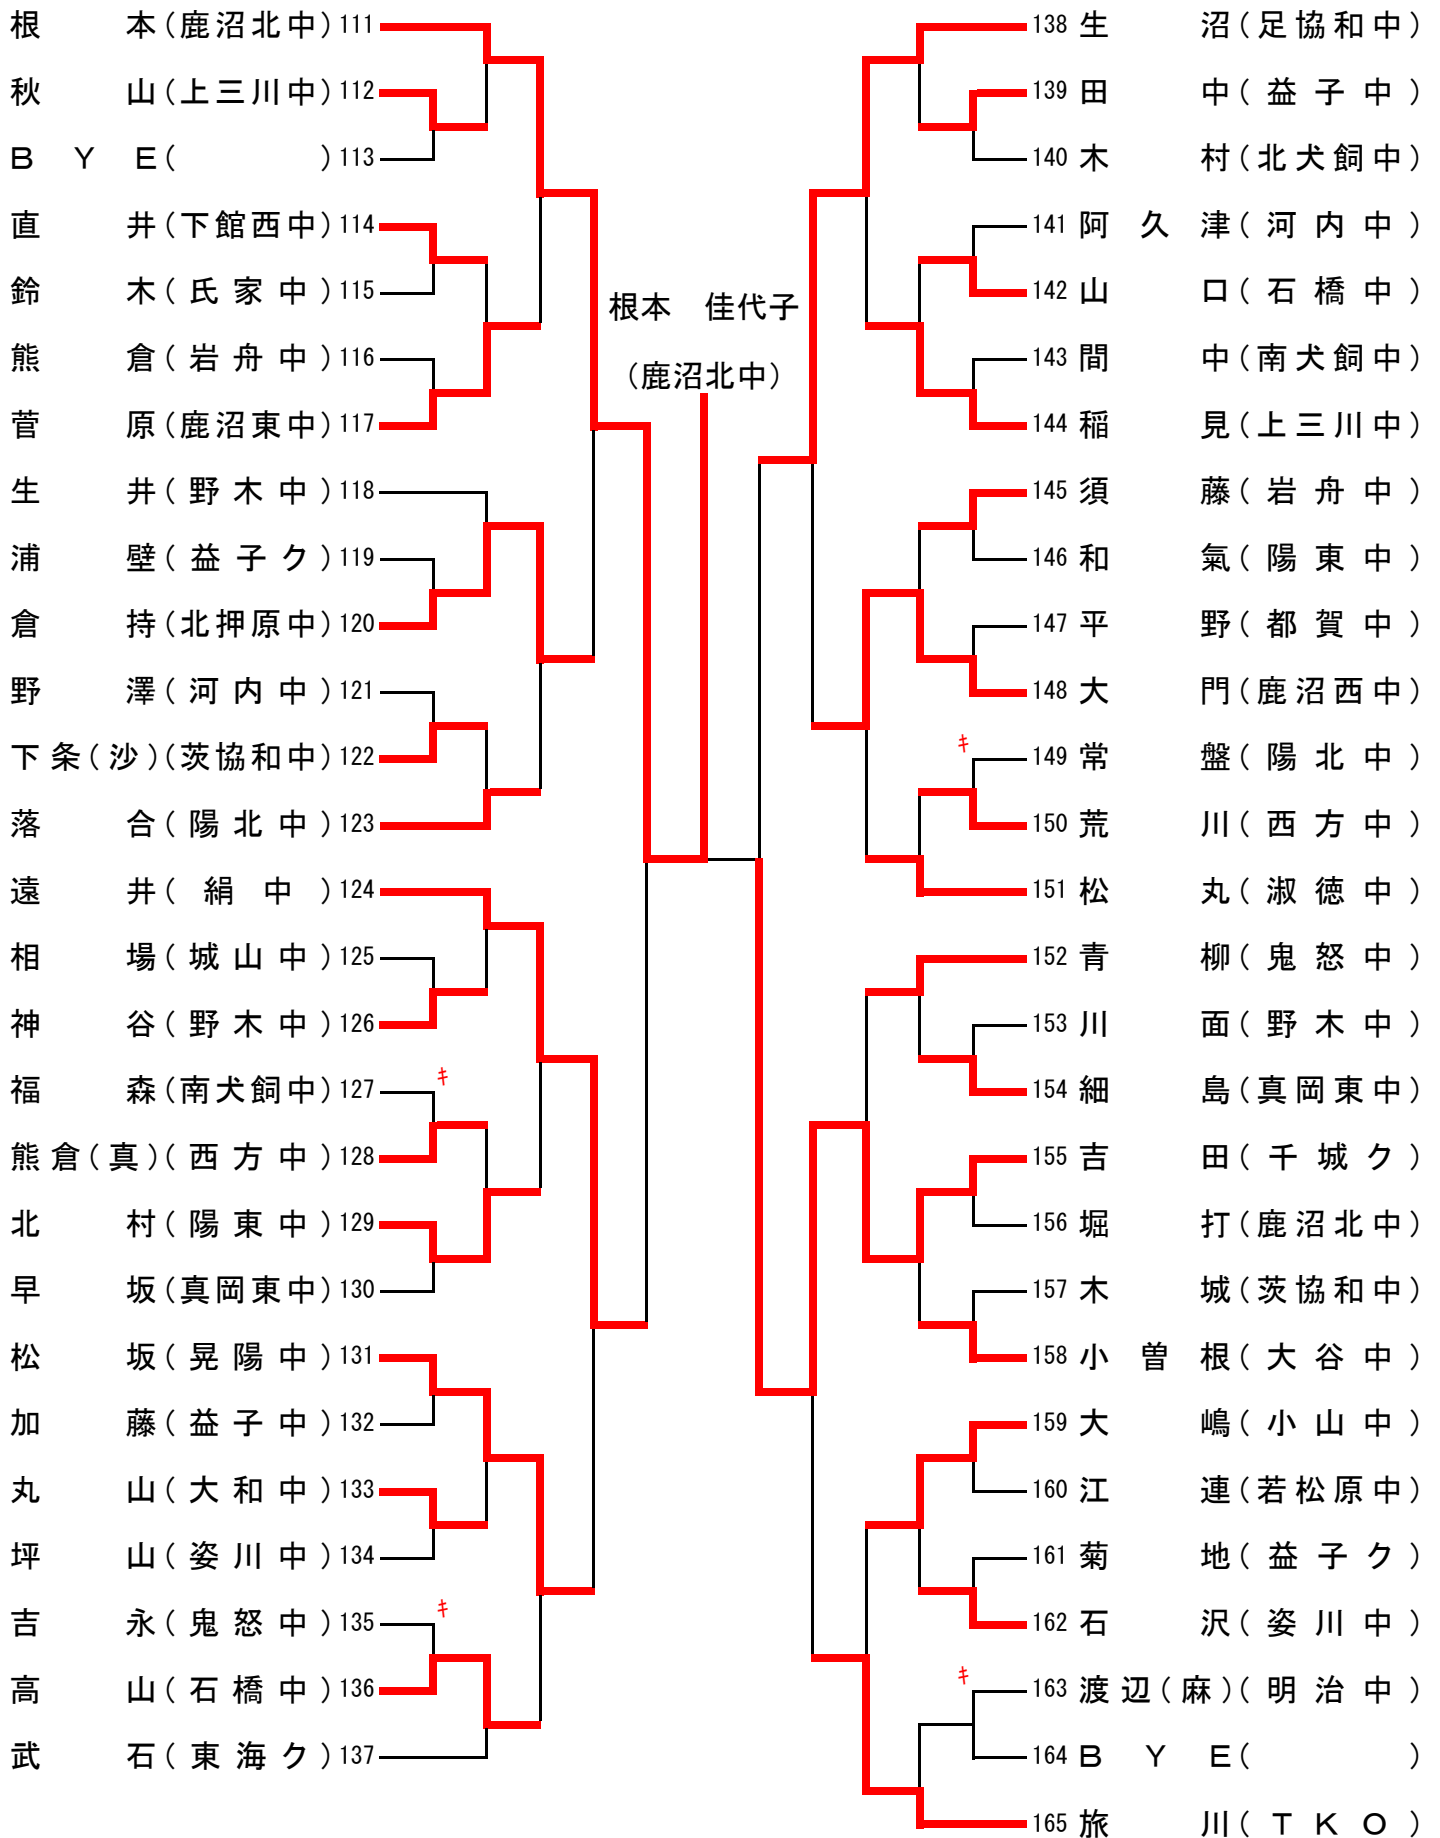 根本(鹿沼北中)111
秋山(上三川中)112
ＢＹＥ(　)113
直井(下館西中)114
鈴木(氏家中)115
熊倉(岩舟中)116
菅原(鹿沼東中)117
生井(野木中)118
浦壁(益子ク)119
倉持(北押原中)120
野澤(河内中)121
下条(沙)(茨協和中)122
落合(陽北中)123
遠井(絹中)124
相場(城山中)125
神谷(野木中)126
福森(南犬飼中)127 ｷ
熊倉(真)(西方中)128
北村(陽東中)129
早坂(真岡東中)130
松坂(晃陽中)131
加藤(益子中)132
丸山(大和中)133
坪山(姿川中)134
吉永(鬼怒中)135 ｷ
高山(石橋中)136
武石(東海ク)137
根本　佳代子
（鹿沼北中）
138 生沼(足協和中)
139 田中(益子中)
140 木村(北犬飼中)
141 阿久津(河内中)
142 山口(石橋中)
143 間中(南犬飼中)
144 稲見(上三川中)
145 須藤(岩舟中)
146 和氣(陽東中)
147 平野(都賀中)
148 大門(鹿沼西中)
ｷ 149 常盤(陽北中)
150 荒川(西方中)
151 松丸(淑徳中)
152 青柳(鬼怒中)
153 川面(野木中)
154 細島(真岡東中)
155 吉田(千城ク)
156 堀打(鹿沼北中)
157 木城(茨協和中)
158 小曽根(大谷中)
159 大嶋(小山中)
160 江連(若松原中)
161 菊地(益子ク)
162 石沢(姿川中)
ｷ 163 渡辺(麻)(明治中)
164 ＢＹＥ(　)
165 旅川(ＴＫＯ)